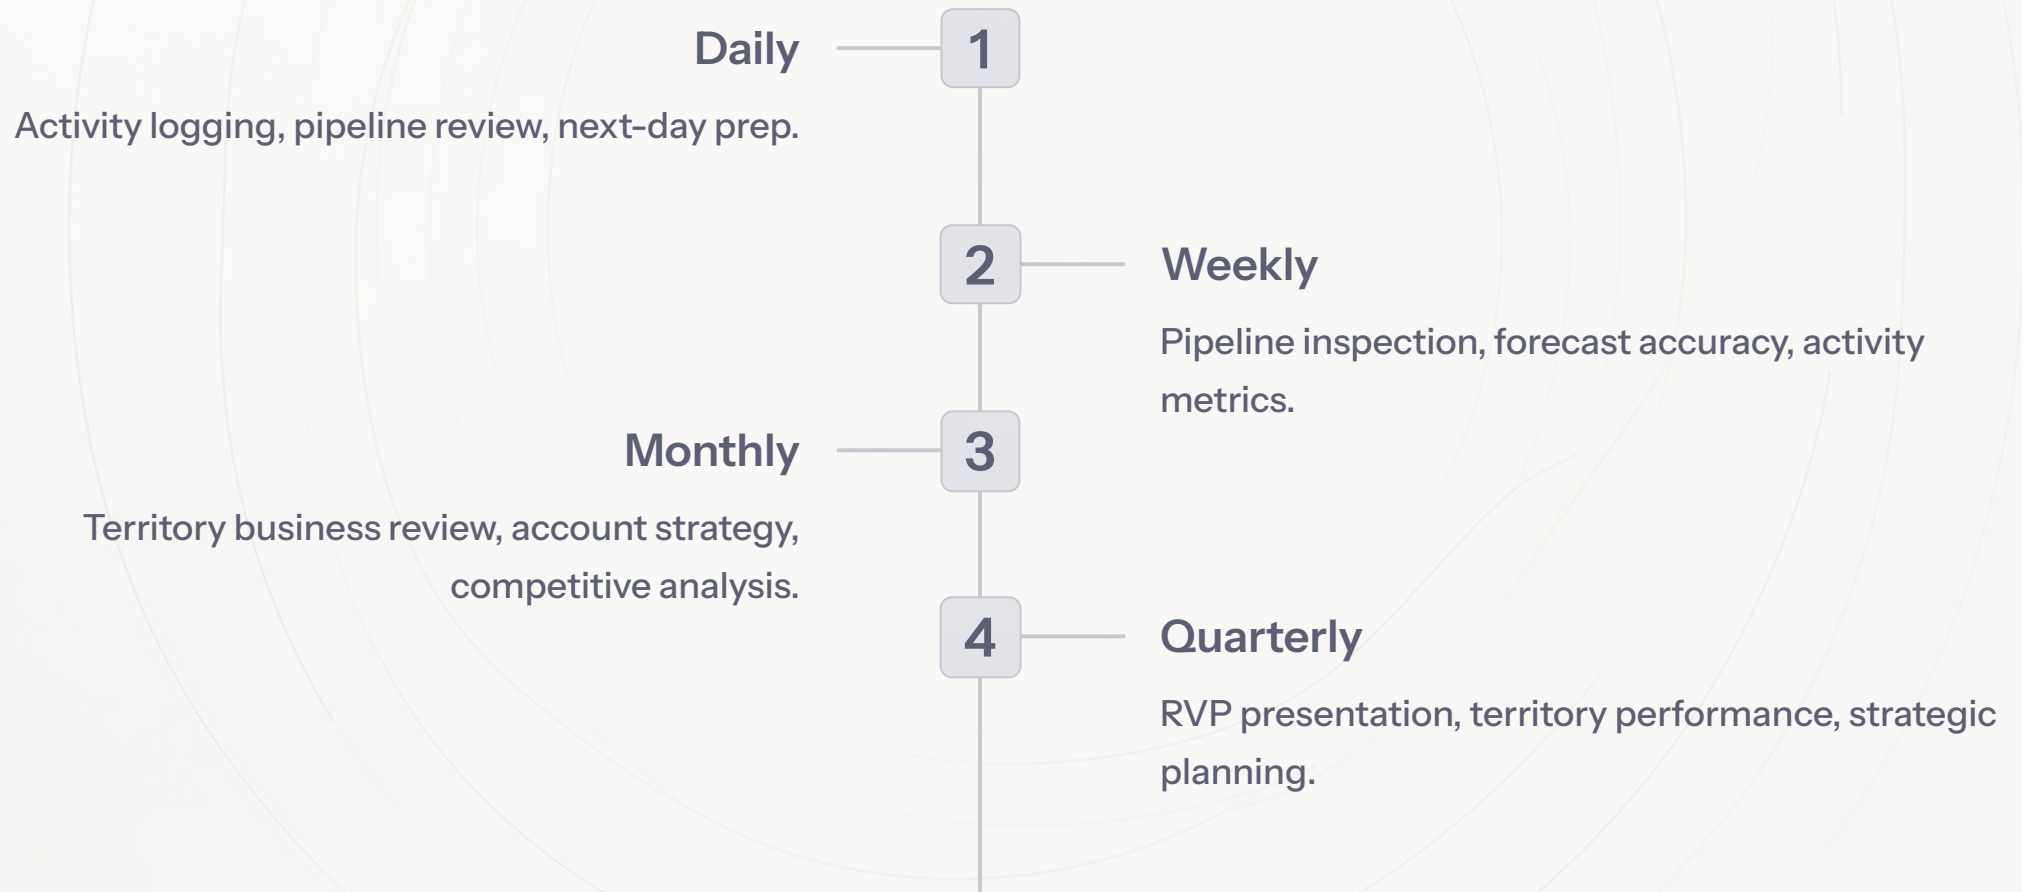 Daily
1
Activity logging, pipeline review, next-day prep.
2
Weekly
Pipeline inspection, forecast accuracy, activity
metrics.
Monthly
3
Territory business review, account strategy,
competitive analysis.
4
Quarterly
RVP presentation, territory performance, strategic
planning.